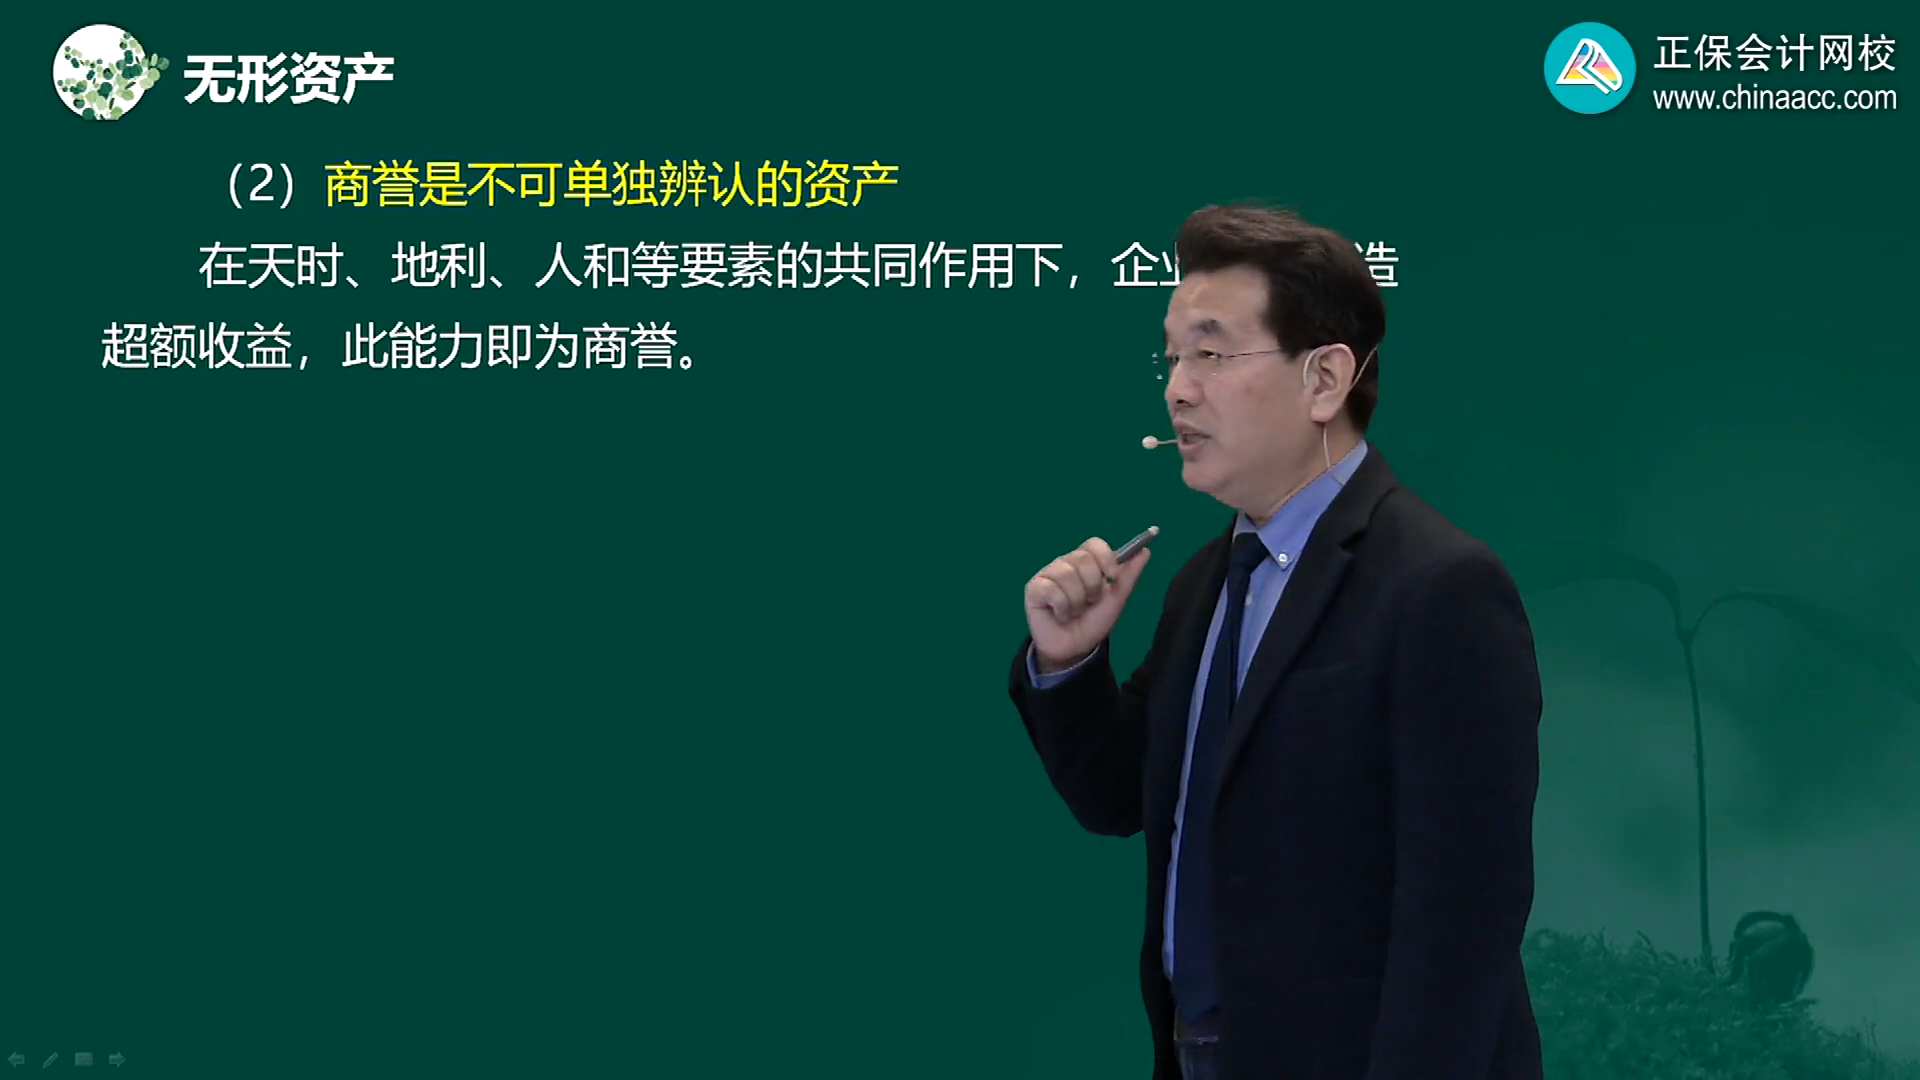 无形资产
正保会计网校
www.chinaacc.com
（2）商誉是不可单独辨认的资产
在天时、地利、人和等要素的共同作用下，企业 造
超额收益，此能力即为商誉。